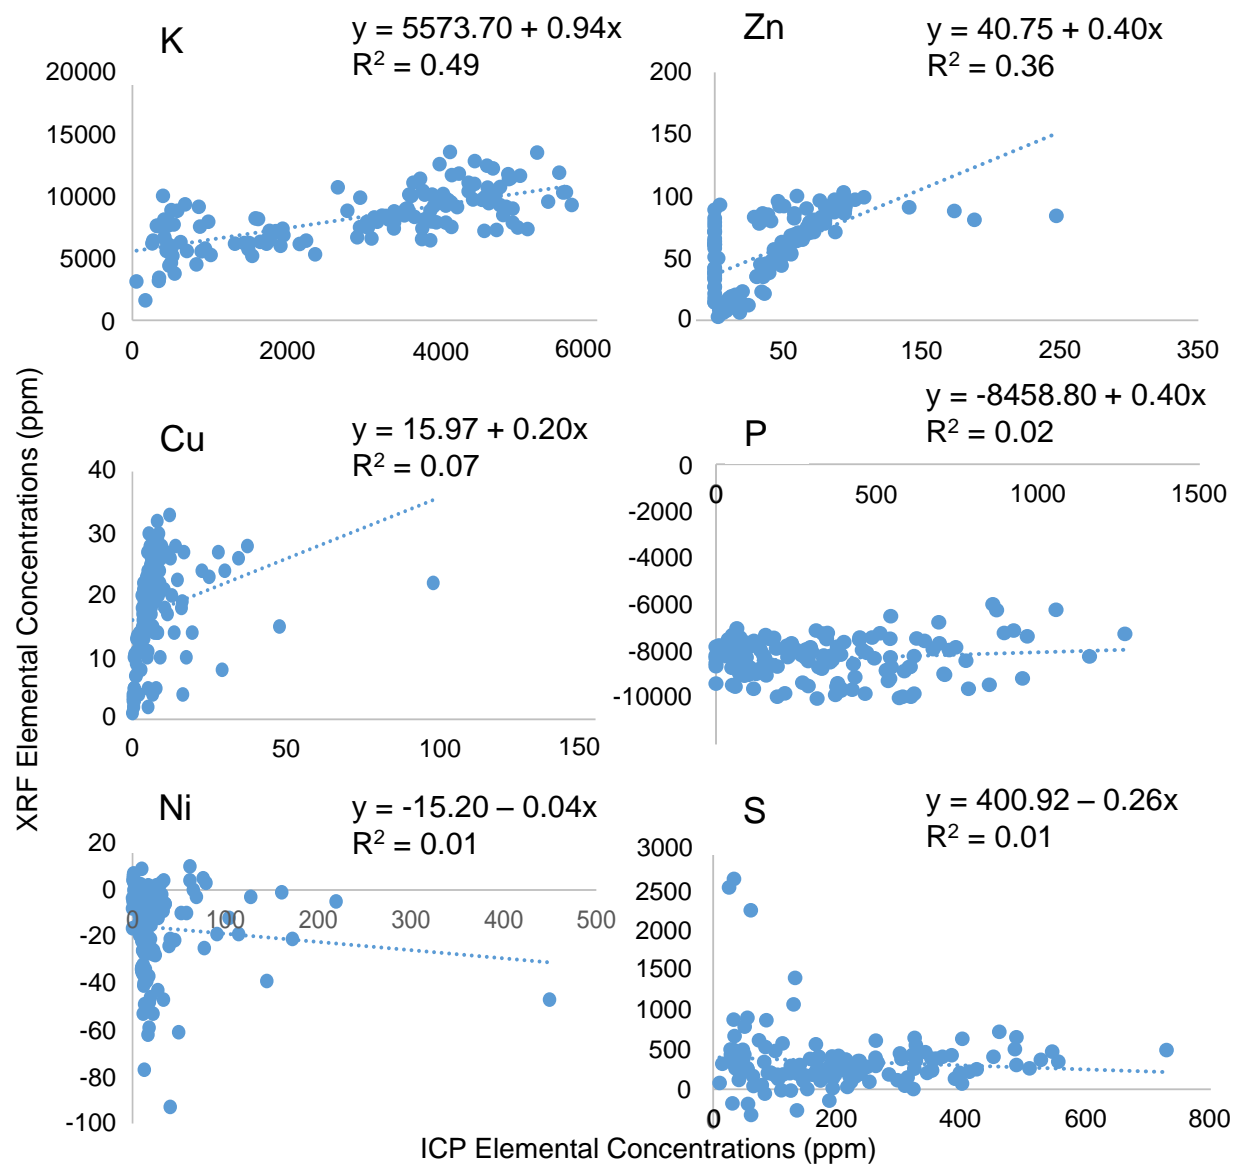 K
y = 5573.70 + 0.94x
R² = 0.49
20000
15000
10000
5000
0
0 2000 4000 6000
Zn
y = 40.75 + 0.40x
R² = 0.36
200
150
100
50
0
50 150 250 350
XRF Elemental Concentrations (ppm)
Cu
y = 15.97 + 0.20x
R² = 0.07
40
30
20
10
0
0 50 100 150
P
y = -8458.80 + 0.40x
R² = 0.02
0
0 500 1000 1500
-2000
-4000
-6000
-8000
-10000
Ni
y = -15.20 – 0.04x
R² = 0.01
20
0
0 100 200 300 400 500
-20
-40
-60
-80
-100
S
y = 400.92 – 0.26x
R² = 0.01
3000
2500
2000
1500
1000
500
0
0 200 400 600 800
ICP Elemental Concentrations (ppm)